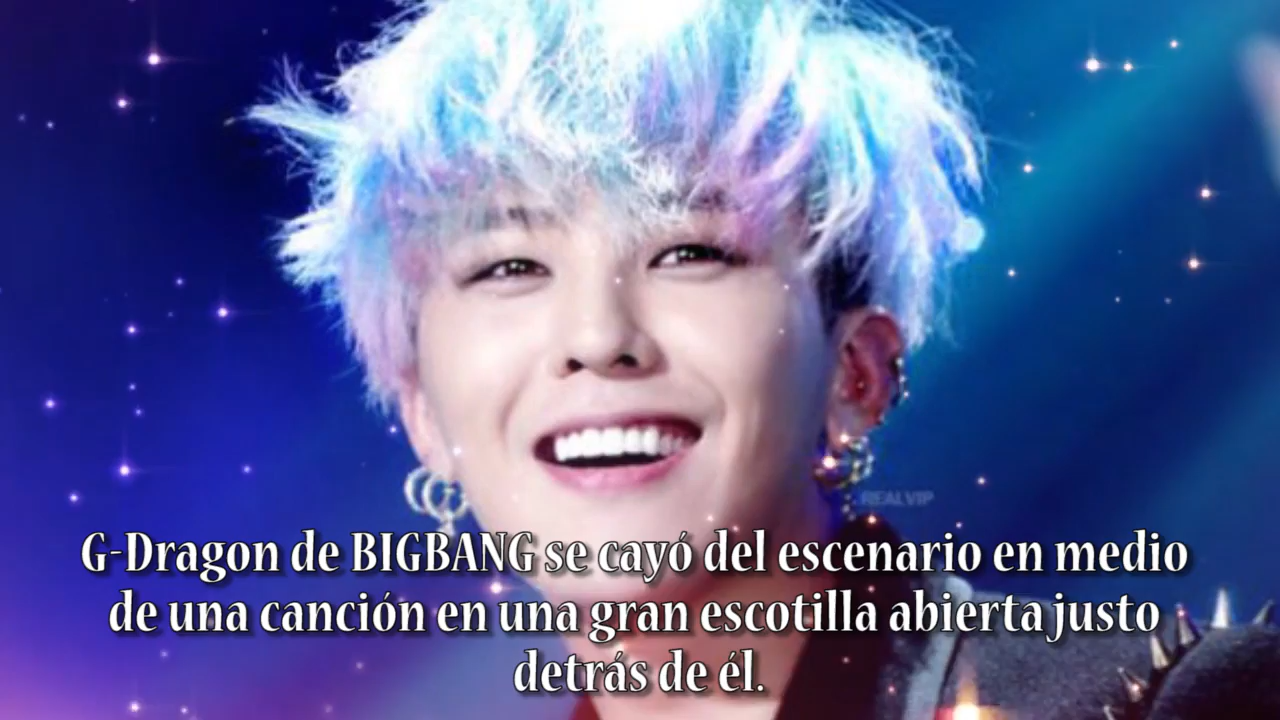 REALVIP
G-Dragon de BIGBANG se cayó del escenario en medio
de una canción en una gran escotilla abierta justo
detrás de él.